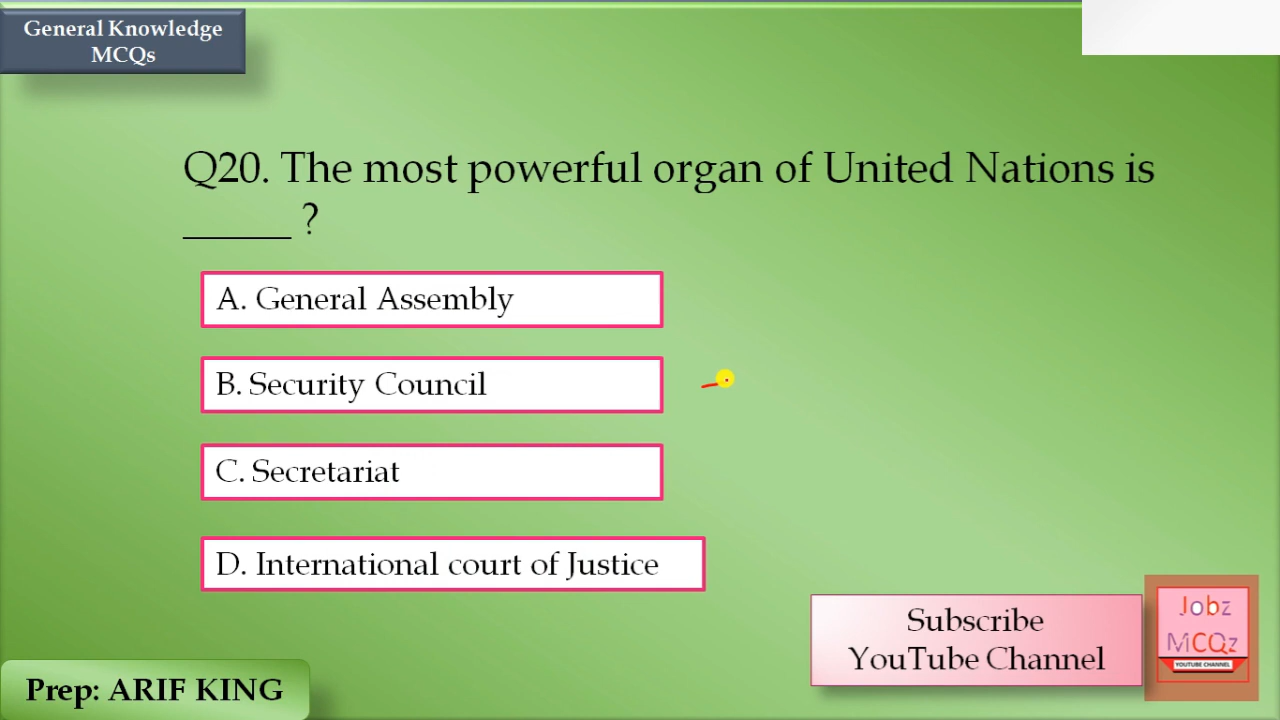 General Knowledge
MCQs
Q20. The most powerful organ of United Nations is
_____ ?
A. General Assembly
B. Security Council
C. Secretariat
D. International court of Justice
Subscribe
YouTube Channel
Jobz
MCQz
YOUTUBE CHANNEL
Prep: ARIF KING